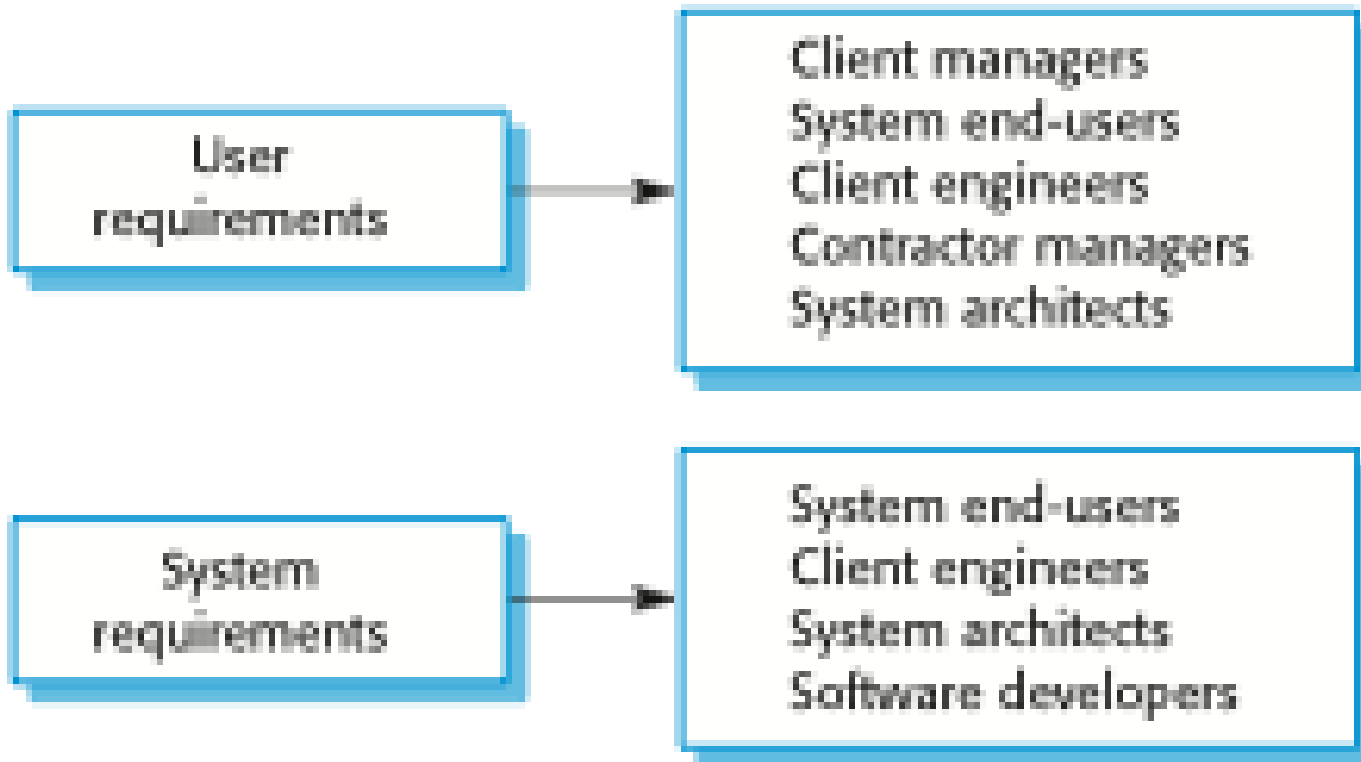 User
requirements
Client managers
System end-users
Client engineers
Contractor managers
System architects
System
requirements
System end-users
Client engineers
System architects
Software developers